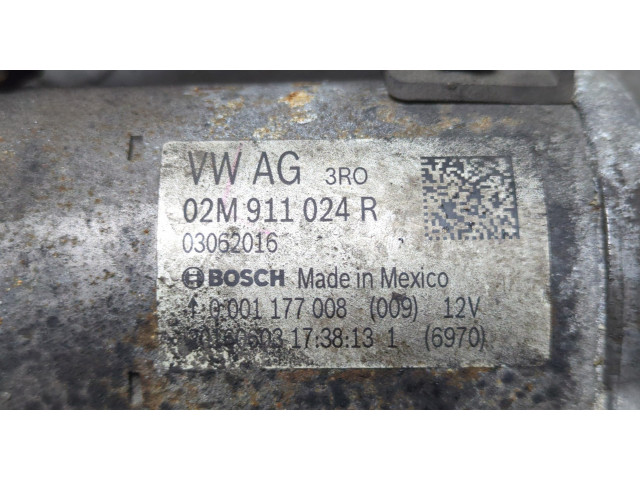 VW AG 3RO
02M 911 024 R
03062016
BOSCH Made in Mexico
0 001 177 008 (009) 12V
20160603 17:38:13 1 (6970)